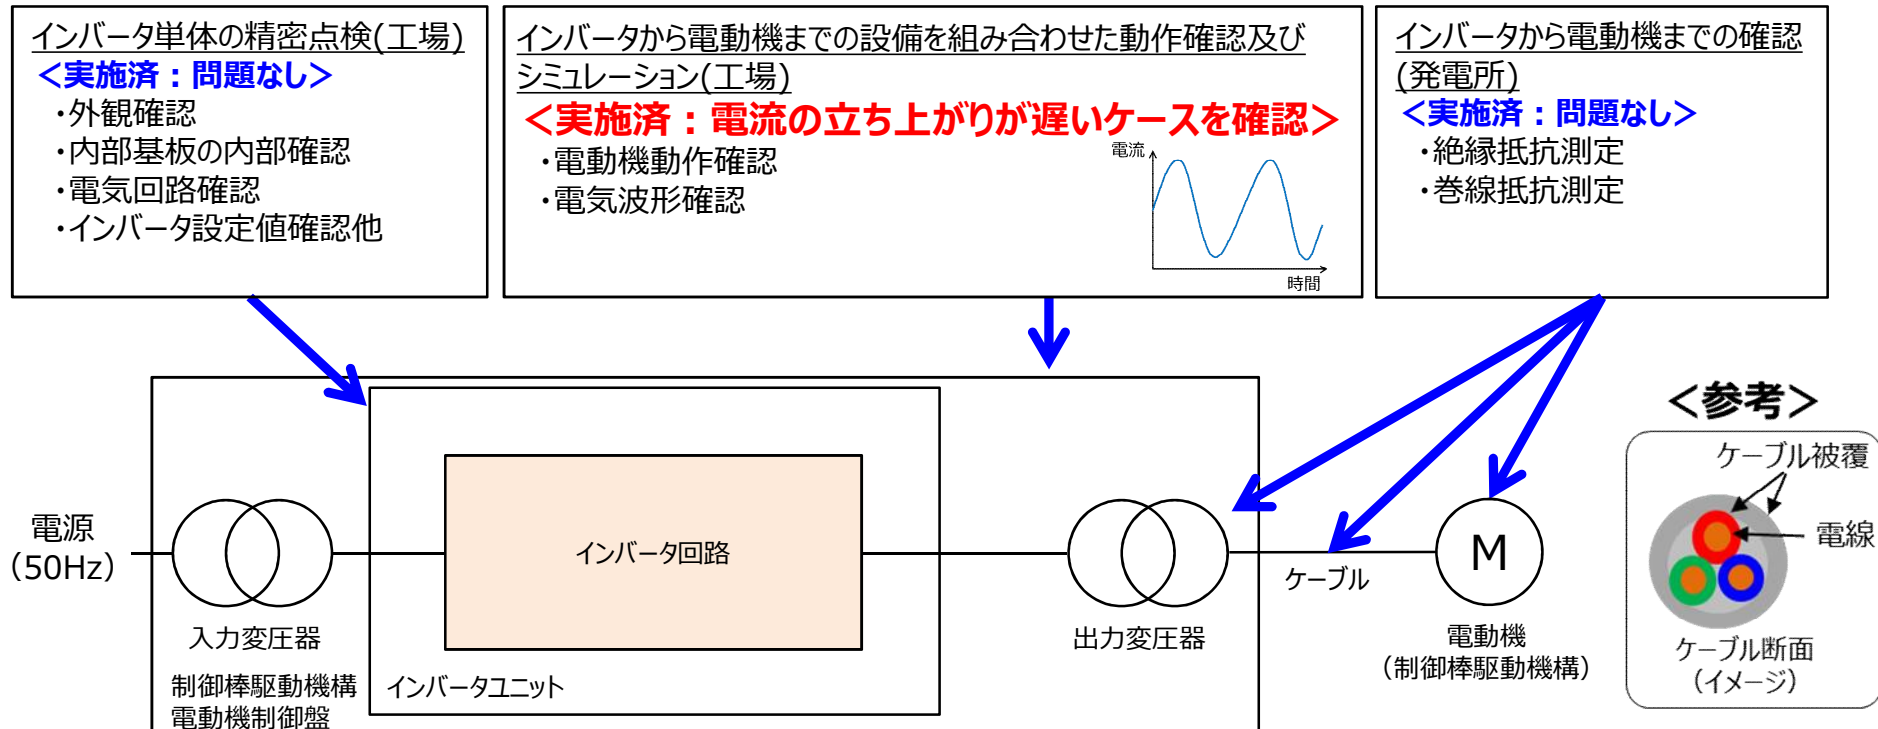 インバータ単体の精密点検(工場)
<実施済：問題なし>
・外観確認
・内部基板の内部確認
・電気回路確認
・インバータ設定値確認他
インバータから電動機までの設備を組み合わせた動作確認及び
シミュレーション(工場)
<実施済：電流の立ち上がりが遅いケースを確認>
・電動機動作確認
・電気波形確認
電流
時間
インバータから電動機までの確認
(発電所)
<実施済：問題なし>
・絶縁抵抗測定
・巻線抵抗測定
電源
(50Hz)
入力変圧器
制御棒駆動機構
電動機制御盤
インバータ回路
インバータユニット
出力変圧器
ケーブル
M
電動機
(制御棒駆動機構)
<参考>
ケーブル被覆
電線
ケーブル断面
(イメージ)